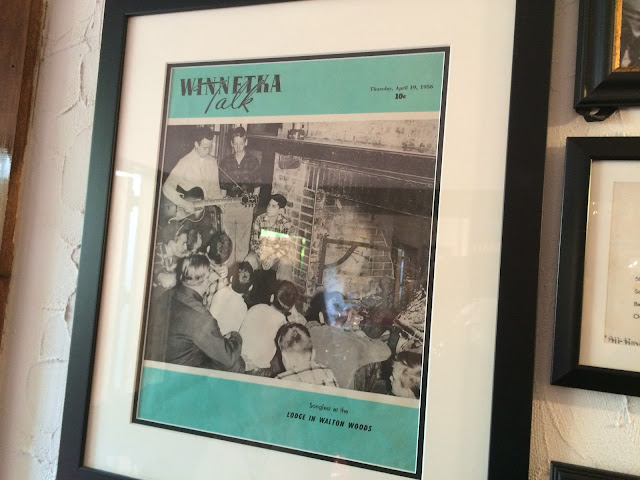 WINNETKA
Talk
Thursday, April 19, 1956
10c
Songfest at the
LODGE IN WALTON WOODS